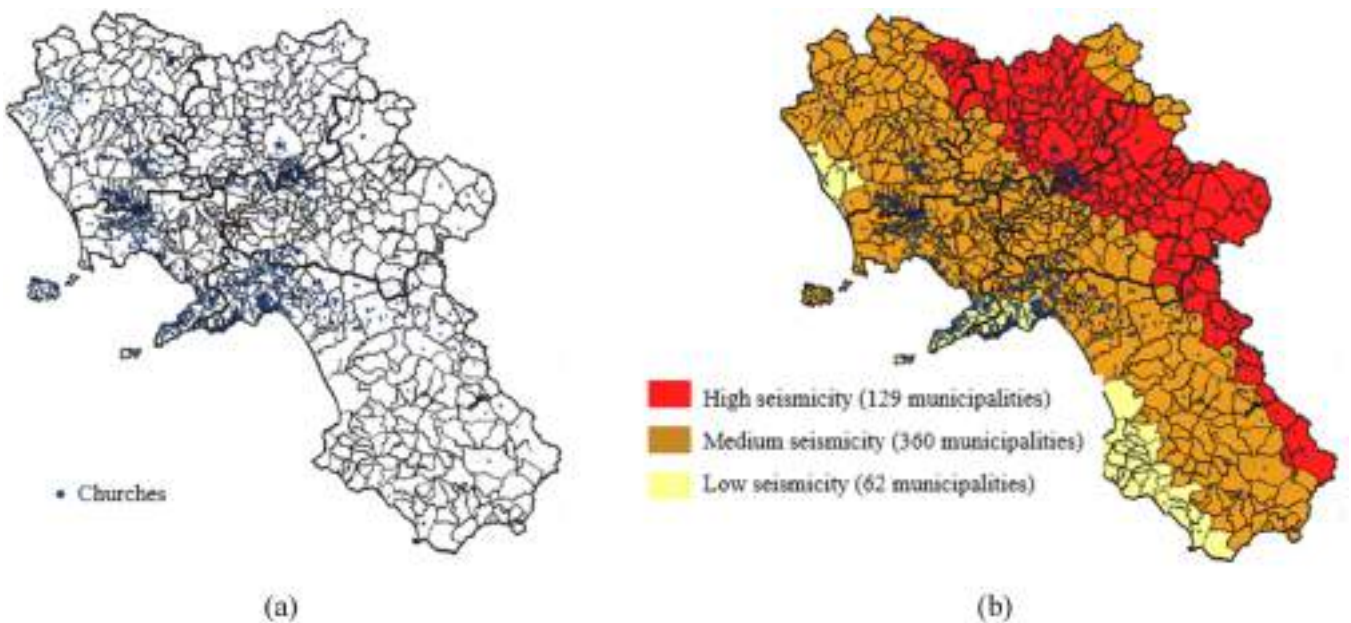 Churches
High seismicity (129 municipalities)
Medium seismicity (360 municipalities)
Low seismicity (62 municipalities)
(a)
(b)